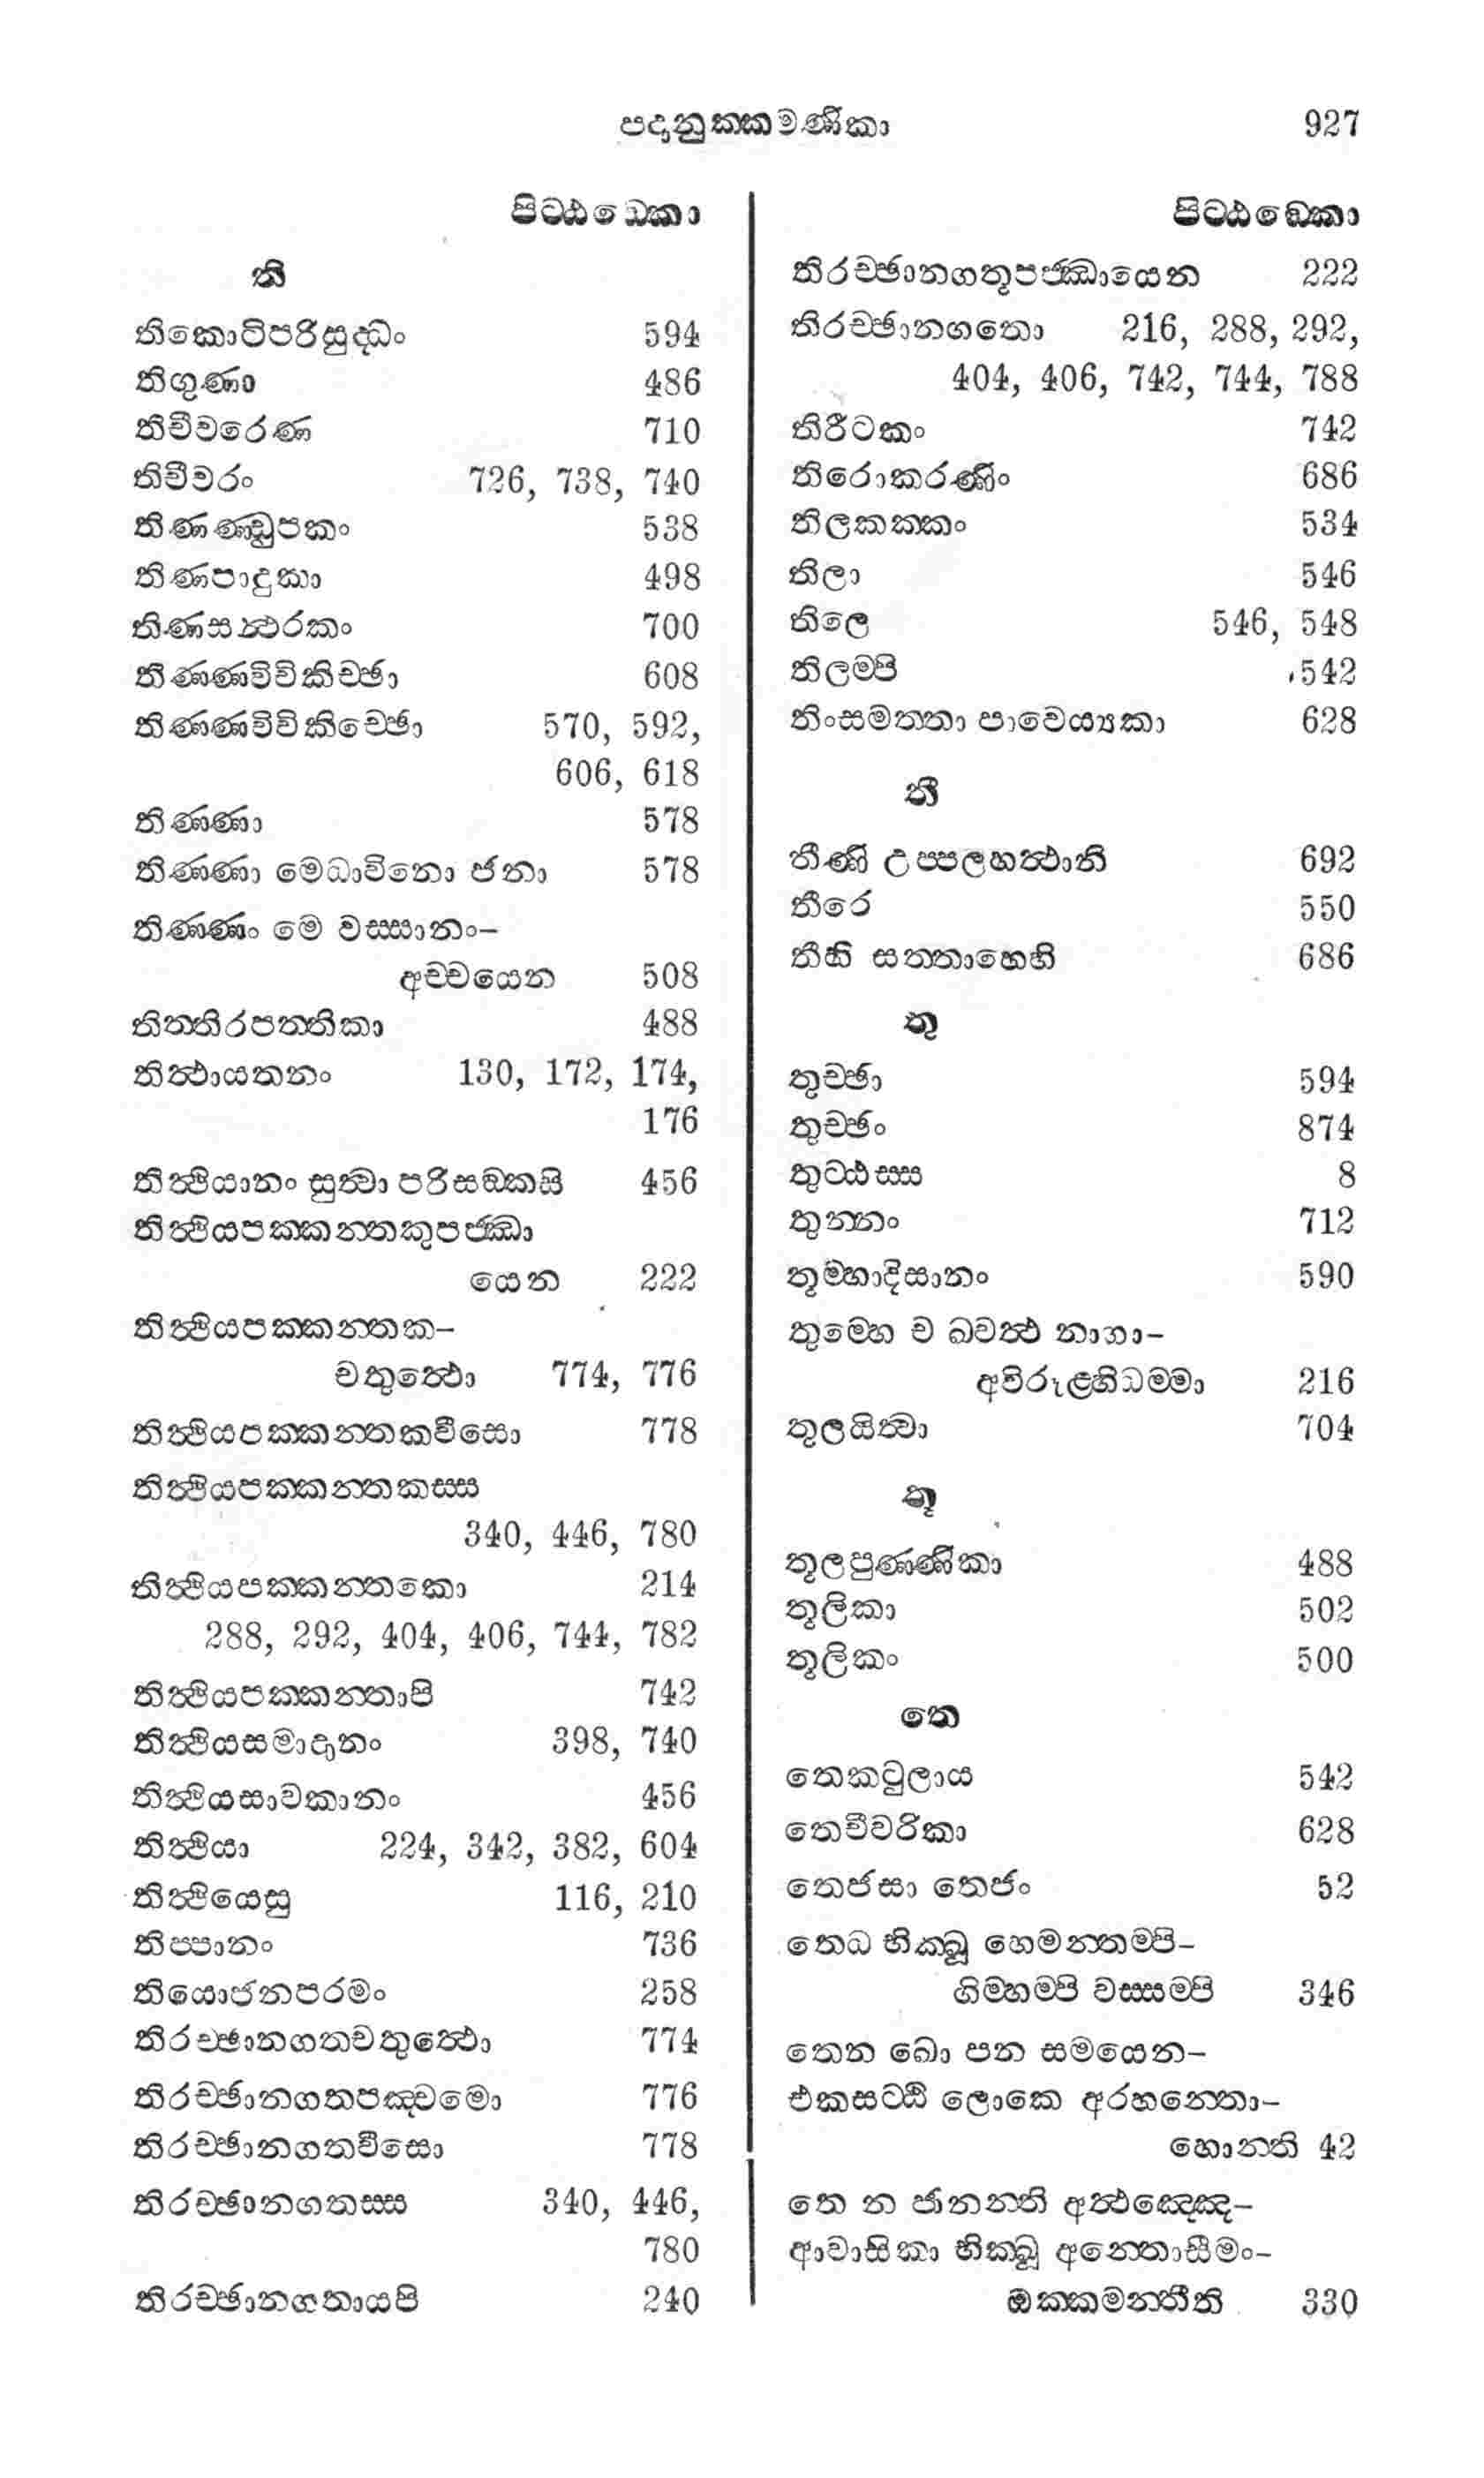 පදානුක්කමණිකා 927
පිට්ඨඞ්කො
ති
තිකොටිපරිසුද්ධං 594
තිගුණා 486
තිචීවරෙණ 710
තිචීවරං 726, 738, 740
තිණණ්ඩුපකං 538
තිණපාදුකා 498
තිණසන්ථරකං 700
තිණ්ණවිචිකිච්ඡා 608
තිණ්ණවිචිකිච්ඡො 570, 592,
606, 618
තිණ්ණා 578
තිණ්ණා මෙධාවිනො ජනා 578
තිණ්ණං මෙ වස්සානං-
අච්චයෙන 508
තිත්තිරපත්තිකා 488
තිත්ථායතනං 130, 172, 174,
176
තිත්ථියානං සුත්වා පරිසඞ්කසි 456
තිත්ථියපක්කන්තකුපජ්ඣා
යෙන 222
තිත්ථියපක්කන්තක-
චතුත්ථො 774, 776
තිත්ථියපක්කන්තකවීසො 778
තිත්ථියපක්කන්තකස්ස
340, 446, 780
තිත්ථියපක්කන්තකො 214
288, 292, 404, 406, 744, 782
තිත්ථියපක්කන්තාපි 742
තිත්ථියසමාදානං 398, 740
තිත්ථියසාවකානං 456
තිත්ථියා 224, 342, 382, 604
තිත්ථියෙසු 116, 210
තිප්පානං 736
තියොජනපරමං 258
තිරච්ඡානගතචතුත්ථො 774
තිරච්ඡානගතපඤ්චමො 776
තිරච්ඡානගතවීසො 778
තිරච්ඡානගතස්ස 340, 446,
780
තිරච්ඡානගතායපි 240
පිට්ඨඞ්කො
තිරච්ඡානගතූපජ්ඣායෙන 222
තිරච්ඡානගතො 216, 288, 292,
404, 406, 742, 744, 788
තිරීටකං 742
තිරොකරණිං 686
තිලකක්කං 534
තිලා 546
තිලෙ 546, 548
තිලම්පි 542
තිංසමත්තා පාවෙය්‍යකා 628
තී
තීණි උප්පලහත්ථානි 692
තීරෙ 550
තීහි සත්තාහෙහි 686
තු
තුච්ඡා 594
තුච්ඡං 874
තුට්ඨස්ස 8
තුන්නං 712
තුම්හාදිසානං 590
තුම්හෙ ච ඛවත්ථ නාගා-
අවිරූළ්හිධම්මා 216
තුලයිත්වා 704
තූ
තූලපුණ්ණිකා 488
තූලිකා 502
තූලිකං 500
තෙ
තෙකටුලාය 542
තෙචීවරිකා 628
තෙජසා තෙජං 52
තෙධ භික්ඛූ හෙමන්තම්පි-
ගිම්හම්පි වස්සම්පි 346
තෙන ඛො පන සමයෙන-
එකසට්ඨි ලොකෙ අරහන්තො-
හොන්ති 42
තෙ න ජානන්ති අත්ථඤ්ඤෙ-
ආවාසිකා භික්ඛූ අන්තොසීමං-
ඔක්කමන්තීති 330